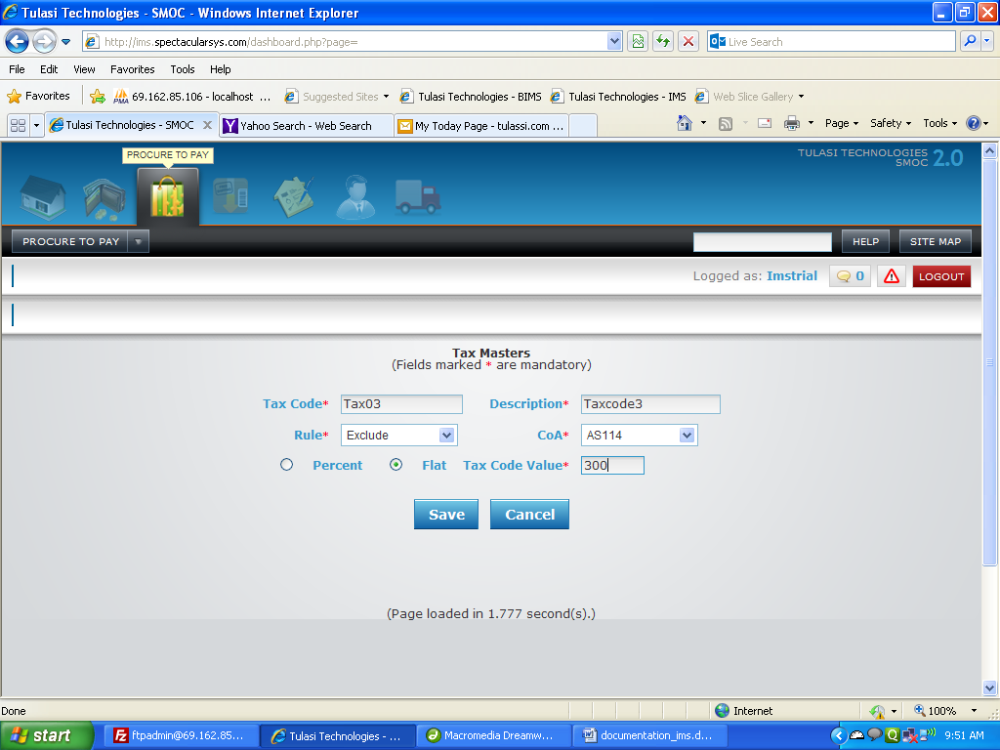 Tulasi Technologies - SMOC - Windows Internet Explorer
http://ims.spectacularsys.com/dashboard.php?page=
Live Search
File Edit View Favorites Tools Help
Favorites PMA 69.162.85.106 - localhost ... Suggested Sites Tulasi Technologies - BIMS Tulasi Technologies - IMS Web Slice Gallery
Tulasi Technologies - SMOC X Yahoo Search - Web Search My Today Page - tulassi.com ... Page Safety Tools
PROCURE TO PAY
TULASI TECHNOLOGIES
SMOC 2.0
PROCURE TO PAY HELP SITE MAP
Logged as: Imstrial 0 LOGOUT
Tax Masters
(Fields marked * are mandatory)
Tax Code* Tax03 Description* Taxcode3
Rule* Exclude CoA* AS114
Percent Flat Tax Code Value* 300
Save Cancel
(Page loaded in 1.777 second(s).)
Done Internet 100%
start ftpadmin@69.162.85... Tulasi Technologies - ... Macromedia Dreamw... documentation_ims.d... 9:51 AM